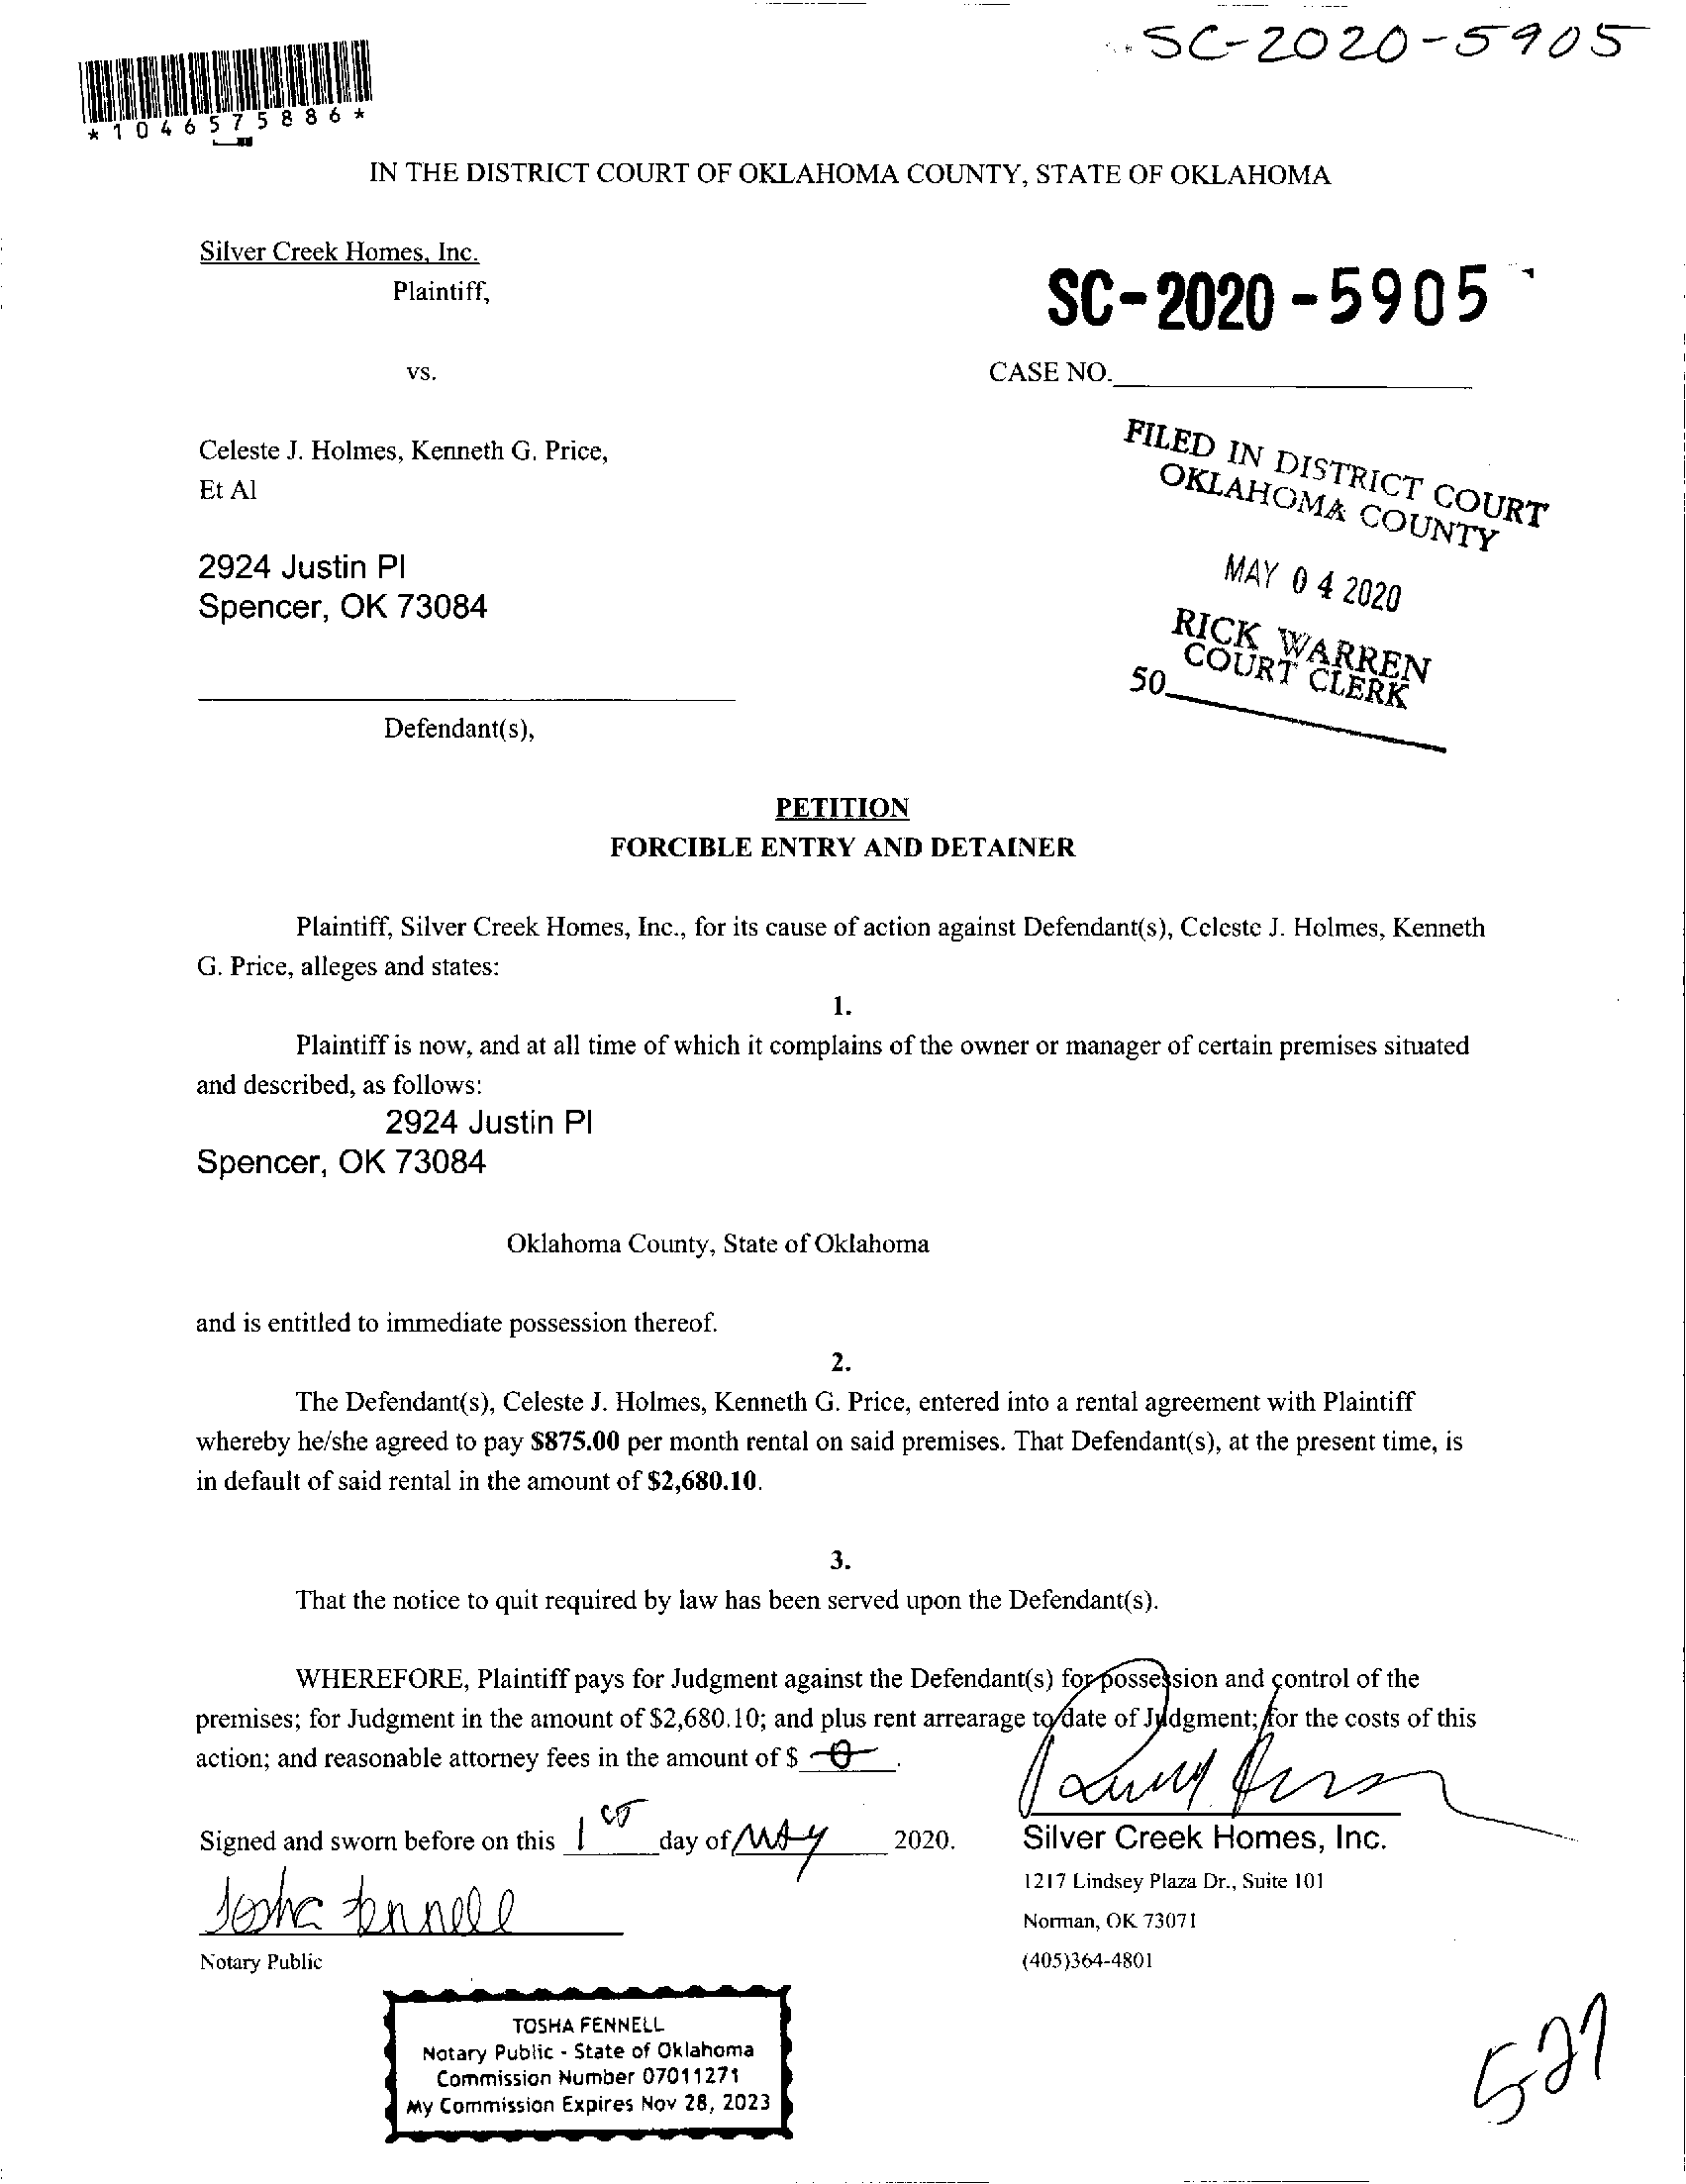 SC-2020-5905
*1046575886*
IN THE DISTRICT COURT OF OKLAHOMA COUNTY, STATE OF OKLAHOMA
Silver Creek Homes, Inc.
Plaintiff,
SC-2020-5905
vs.
CASE NO.
Celeste J. Holmes, Kenneth G. Price,
Et Al
FILED IN DISTRICT COURT
OKLAHOMA COUNTY
2924 Justin Pl
Spencer, OK 73084
MAY 04 2020
RICK WARREN
COURT CLERK
50
Defendant(s),
PETITION
FORCIBLE ENTRY AND DETAINER
Plaintiff, Silver Creek Homes, Inc., for its cause of action against Defendant(s), Celeste J. Holmes, Kenneth
G. Price, alleges and states:
1.
Plaintiff is now, and at all time of which it complains of the owner or manager of certain premises situated
and described, as follows:
2924 Justin Pl
Spencer, OK 73084
Oklahoma County, State of Oklahoma
and is entitled to immediate possession thereof.
2.
The Defendant(s), Celeste J. Holmes, Kenneth G. Price, entered into a rental agreement with Plaintiff
whereby he/she agreed to pay $875.00 per month rental on said premises. That Defendant(s), at the present time, is
in default of said rental in the amount of $2,680.10.
3.
That the notice to quit required by law has been served upon the Defendant(s).
WHEREFORE, Plaintiff pays for Judgment against the Defendant(s) for possession and control of the
premises; for Judgment in the amount of $2,680.10; and plus rent arrearage to date of Judgment; for the costs of this
action; and reasonable attorney fees in the amount of $ 0 .
Signed and sworn before on this 1st day of MAY 2020.
Silver Creek Homes, Inc.
1217 Lindsey Plaza Dr., Suite 101
Tosha Fennell
Norman, OK 73071
Notary Public
(405)364-4801
TOSHA FENNELL
Notary Public - State of Oklahoma
Commission Number 07011271
My Commission Expires Nov 28, 2023
527